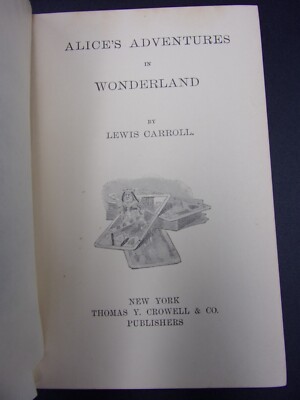 ALICE'S ADVENTURES
IN
WONDERLAND
BY
LEWIS CARROLL.
NEW YORK
THOMAS Y. CROWELL & CO.
PUBLISHERS